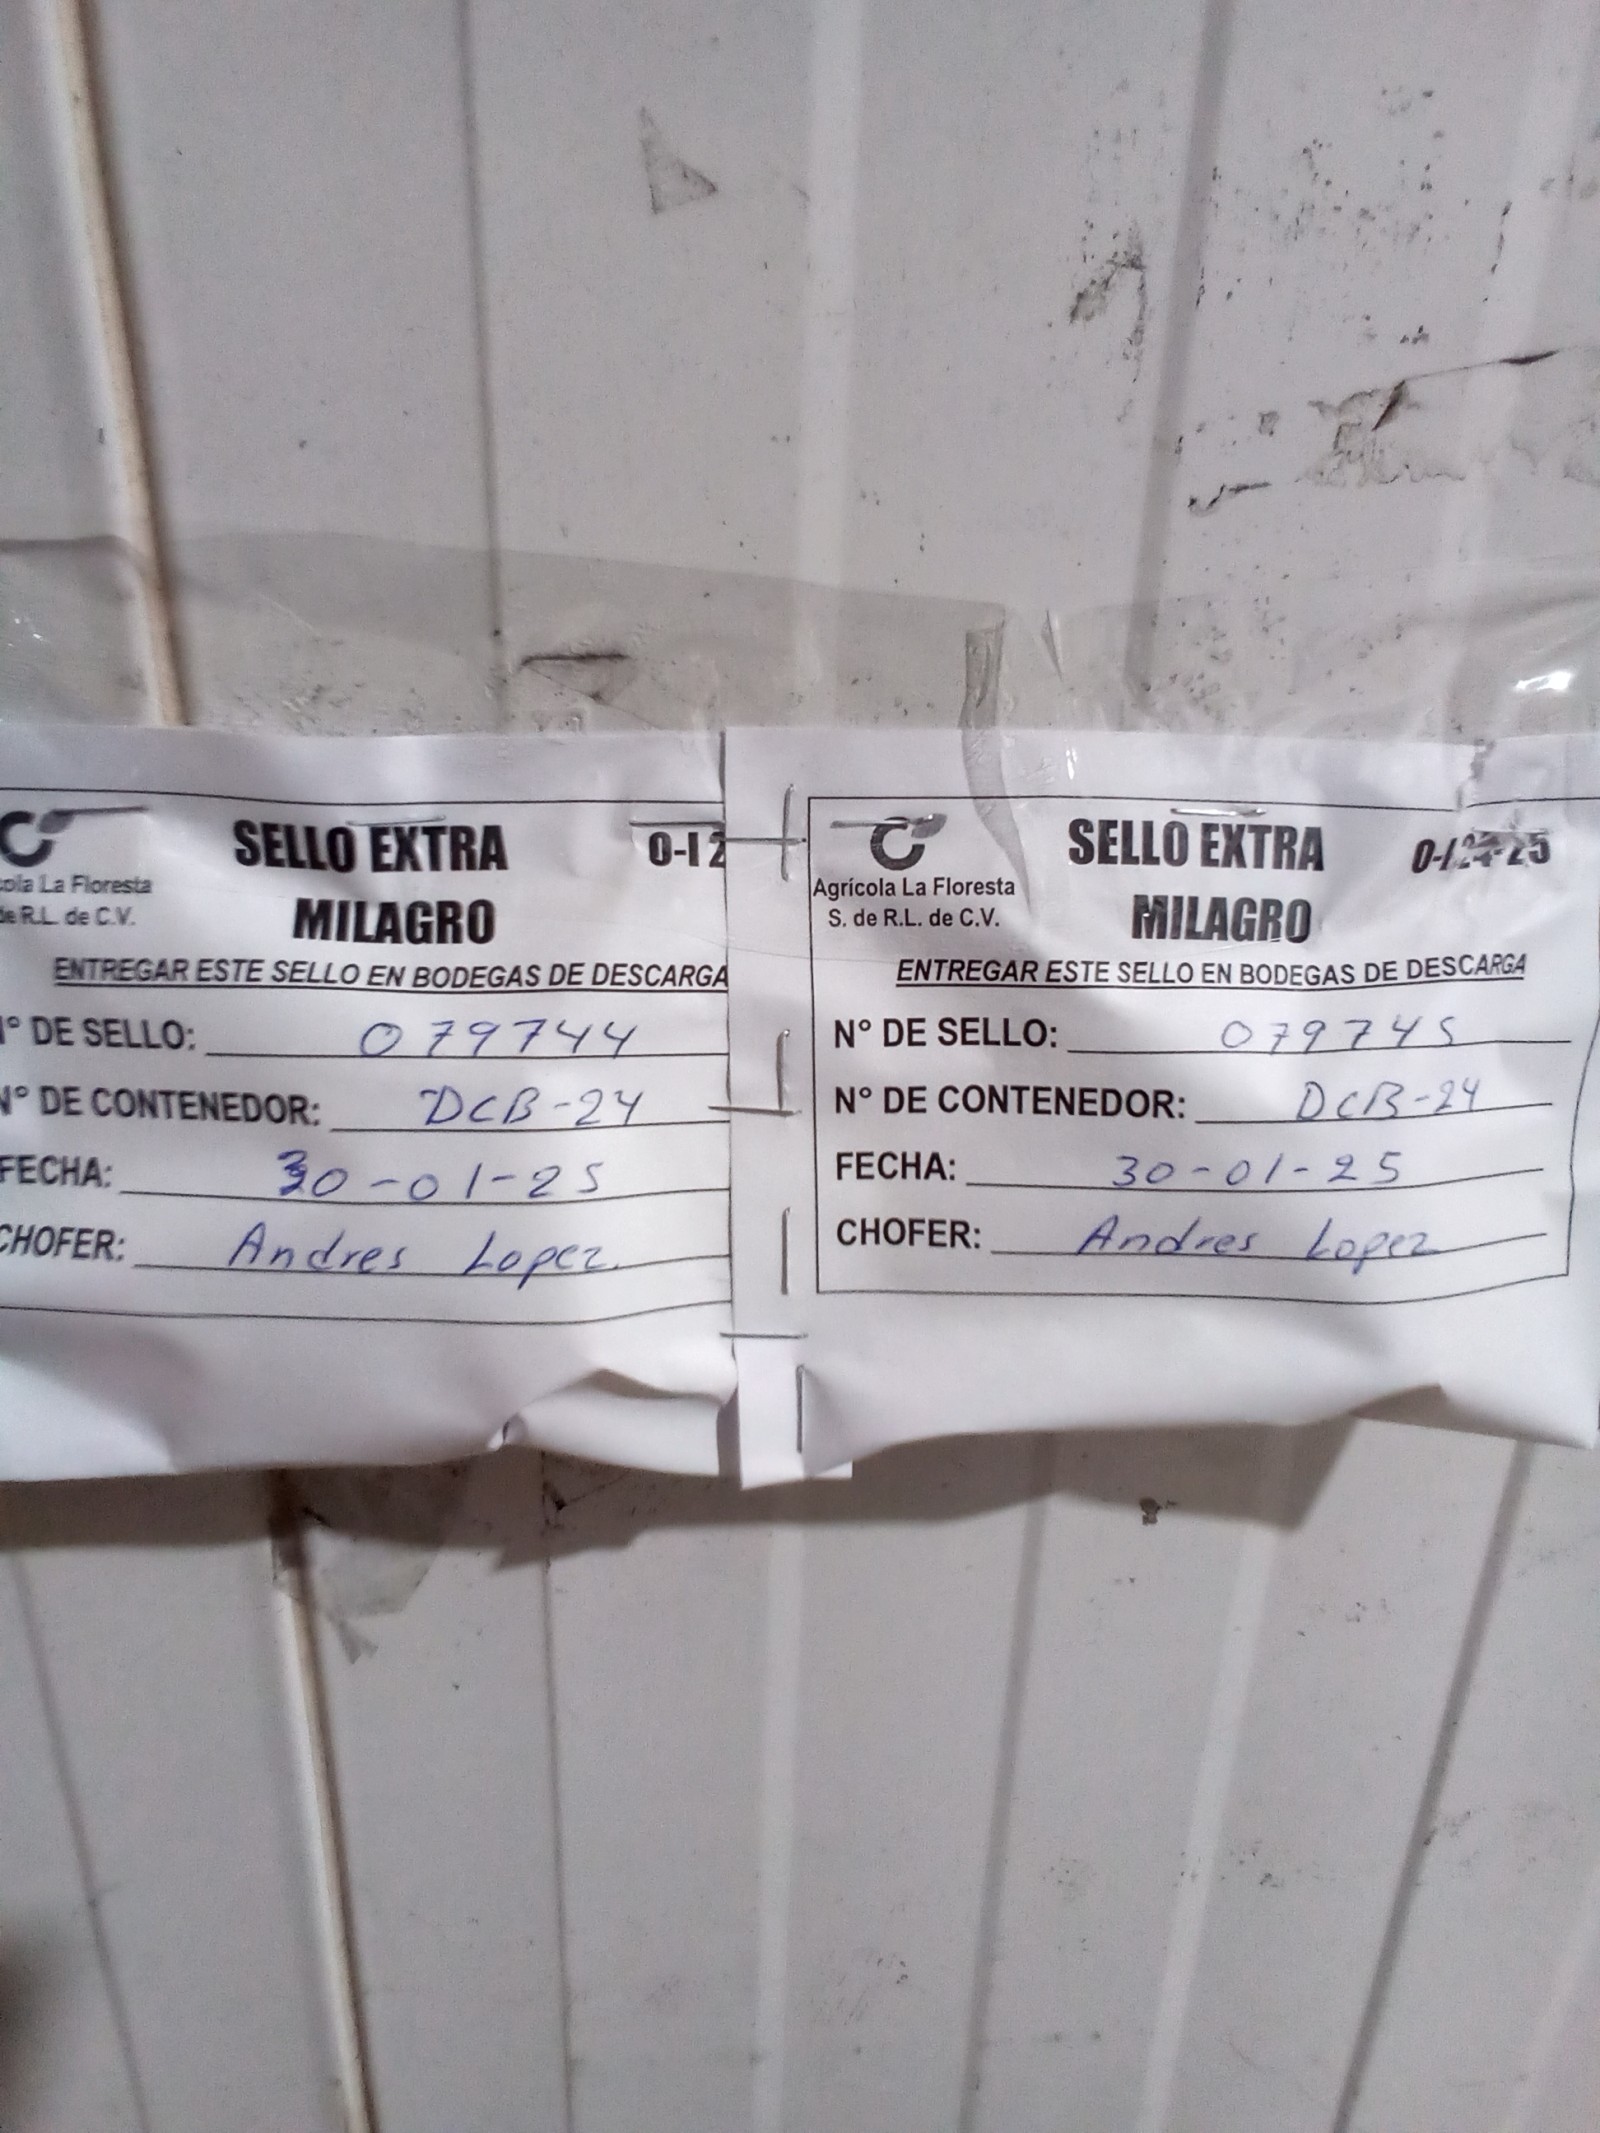 SELLO EXTRA
MILAGRO
0-12
cola La Floresta
de R.L. de C.V.
ENTREGAR ESTE SELLO EN BODEGAS DE DESCARGA
N° DE SELLO: 079744
N° DE CONTENEDOR: DCB-24
FECHA: 30-01-25
CHOFER: Andres Lopez
SELLO EXTRA
MILAGRO
Agrícola La Floresta
S. de R.L. de C.V.
ENTREGAR ESTE SELLO EN BODEGAS DE DESCARGA
N° DE SELLO: 079745
N° DE CONTENEDOR: DCB-24
FECHA: 30-01-25
CHOFER: Andres Lopez